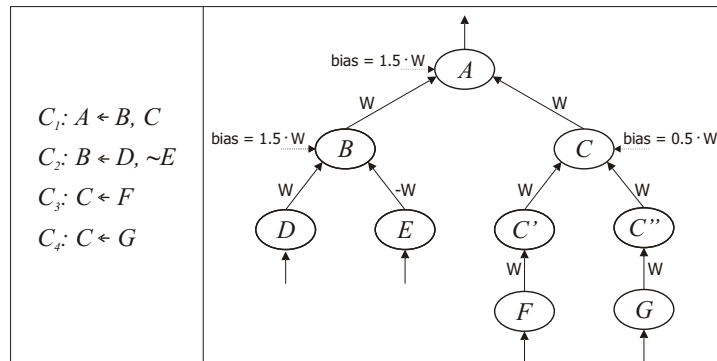 C₁: A ← B, C
C₂: B ← D, ~E
C₃: C ← F
C₄: C ← G
bias = 1.5 · W
A
W
W
bias = 1.5 · W
B
C
bias = 0.5 · W
W
-W
W
W
D
E
C'
C''
W
W
F
G